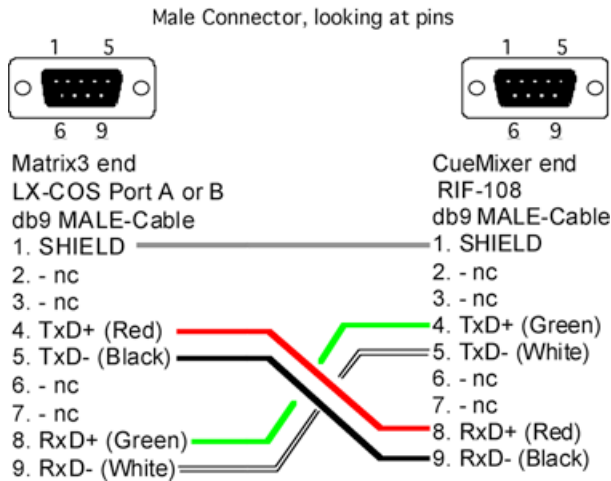 Male Connector, looking at pins
1 5
6 9
Matrix3 end
LX-COS Port A or B
db9 MALE-Cable
1. SHIELD
2. - nc
3. - nc
4. TxD+ (Red)
5. TxD- (Black)
6. - nc
7. - nc
8. RxD+ (Green)
9. RxD- (White)
1 5
6 9
CueMixer end
RIF-108
db9 MALE-Cable
1. SHIELD
2. - nc
3. - nc
4. TxD+ (Green)
5. TxD- (White)
6. - nc
7. - nc
8. RxD+ (Red)
9. RxD- (Black)